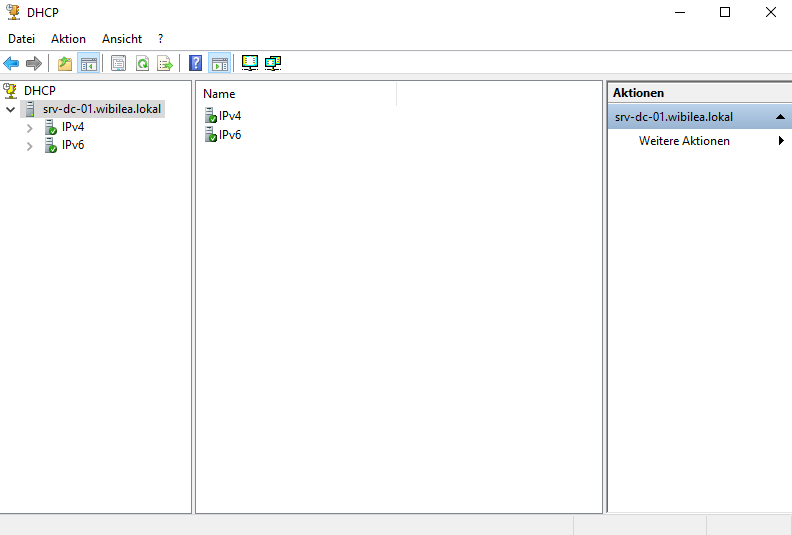 DHCP
Datei Aktion Ansicht ?
DHCP
srv-dc-01.wibilea.lokal
IPv4
IPv6
Name
IPv4
IPv6
Aktionen
srv-dc-01.wibilea.lokal
Weitere Aktionen